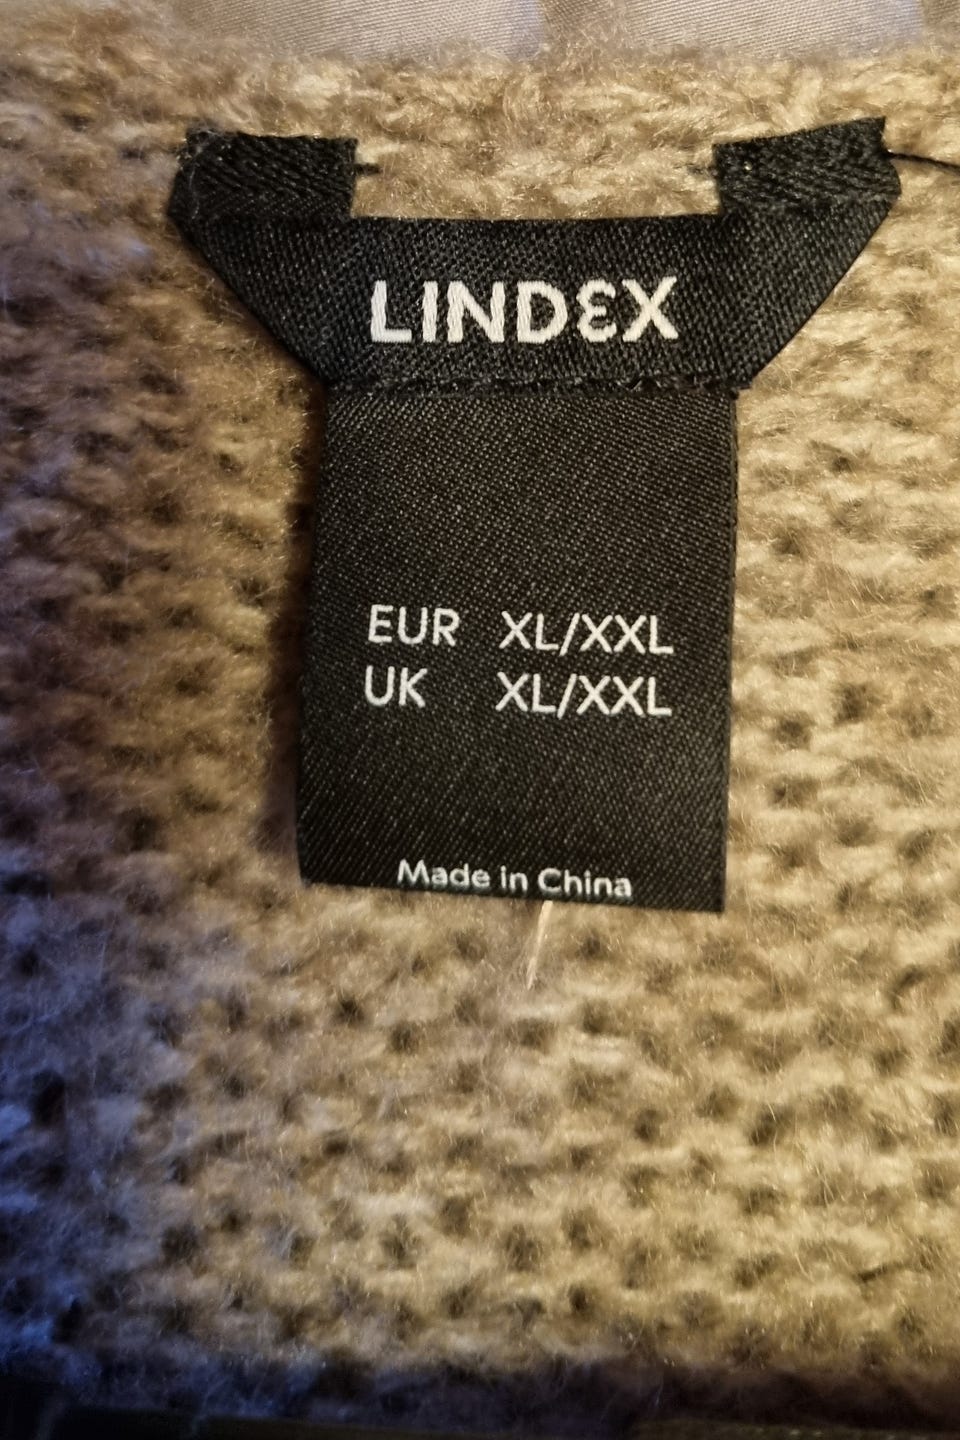 LINDEX
EUR XL/XXL
UK XL/XXL
Made in China